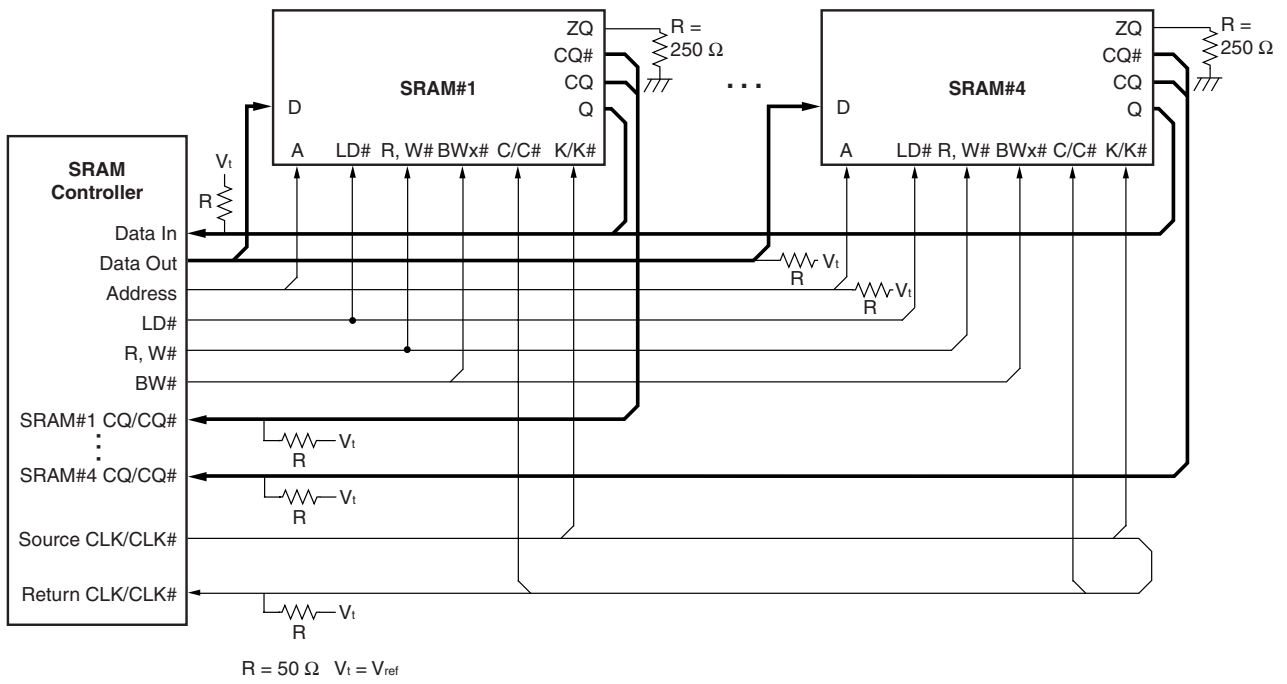 ZQ
R =
250 Ω
CQ#
CQ
Q
SRAM#1
D
A LD# R, W# BWx# C/C# K/K#
...
ZQ
R =
250 Ω
CQ#
CQ
Q
SRAM#4
D
A LD# R, W# BWx# C/C# K/K#
SRAM
Controller
Vt
R
Data In
Data Out
R Vt
Address
R Vt
LD#
R, W#
BW#
SRAM#1 CQ/CQ#
R Vt
⋮
SRAM#4 CQ/CQ#
R Vt
Source CLK/CLK#
Return CLK/CLK#
R Vt
R = 50 Ω Vt = Vref